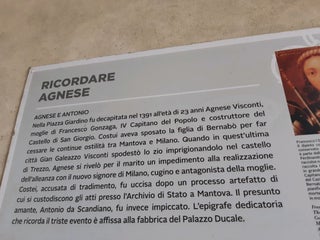 RICORDARE
AGNESE
AGNESE E ANTONIO
Nella Piazza Giardino fu decapitata nel 1391 all'età di 23 anni Agnese Visconti,
moglie di Francesco Gonzaga, IV Capitano del Popolo e costruttore del
Castello di San Giorgio. Costui aveva sposato la figlia di Bernabò per far
cessare le continue ostilità tra Mantova e Milano. Quando in quest'ultima
città Gian Galeazzo Visconti spodestò lo zio imprigionandolo nel castello
di Trezzo, Agnese si rivelò per il marito un impedimento alla realizzazione
dell'alleanza con il nuovo signore di Milano, cugino e antagonista della moglie.
Costei, accusata di tradimento, fu uccisa dopo un processo artefatto di
cui si custodiscono gli atti presso l'Archivio di Stato a Mantova. Il presunto
amante, Antonio da Scandiano, fu invece impiccato. L'epigrafe dedicatoria
che ricorda il triste evento è affissa alla fabbrica del Palazzo Ducale.